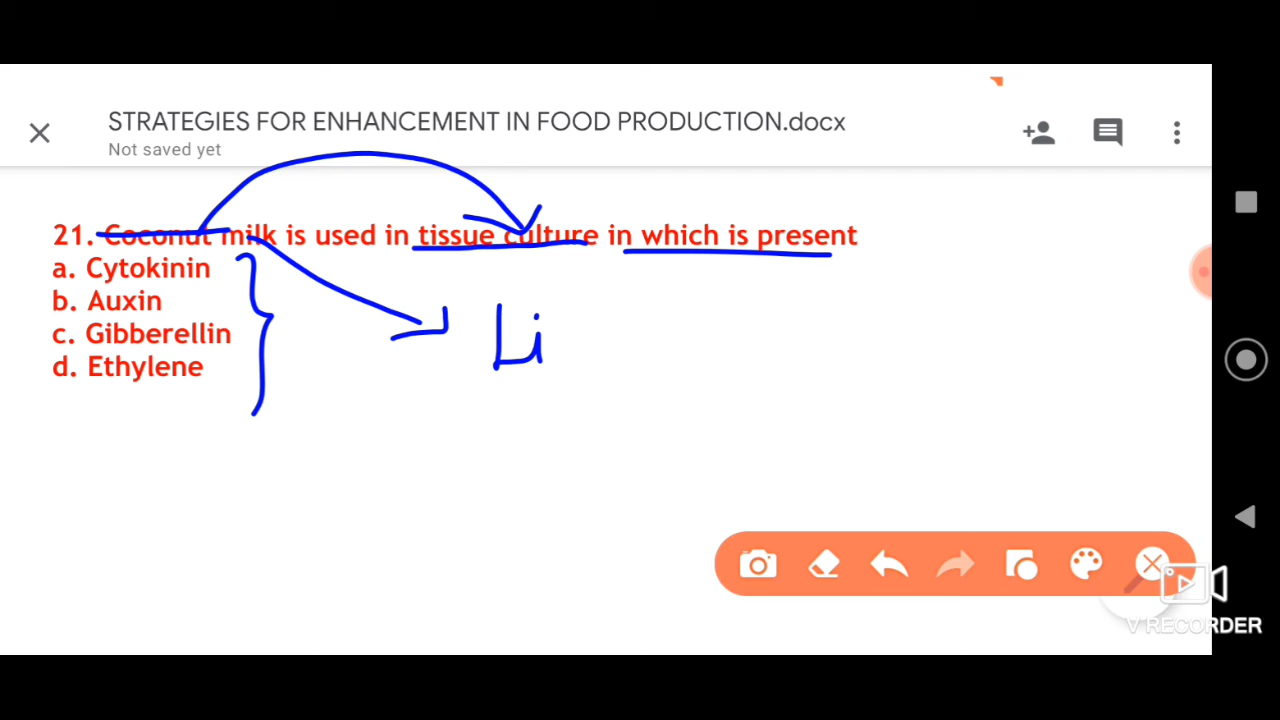 STRATEGIES FOR ENHANCEMENT IN FOOD PRODUCTION.docx
Not saved yet
21. Coconut milk is used in tissue culture in which is present
a. Cytokinin
b. Auxin
c. Gibberellin
d. Ethylene
Li
V RECORDER